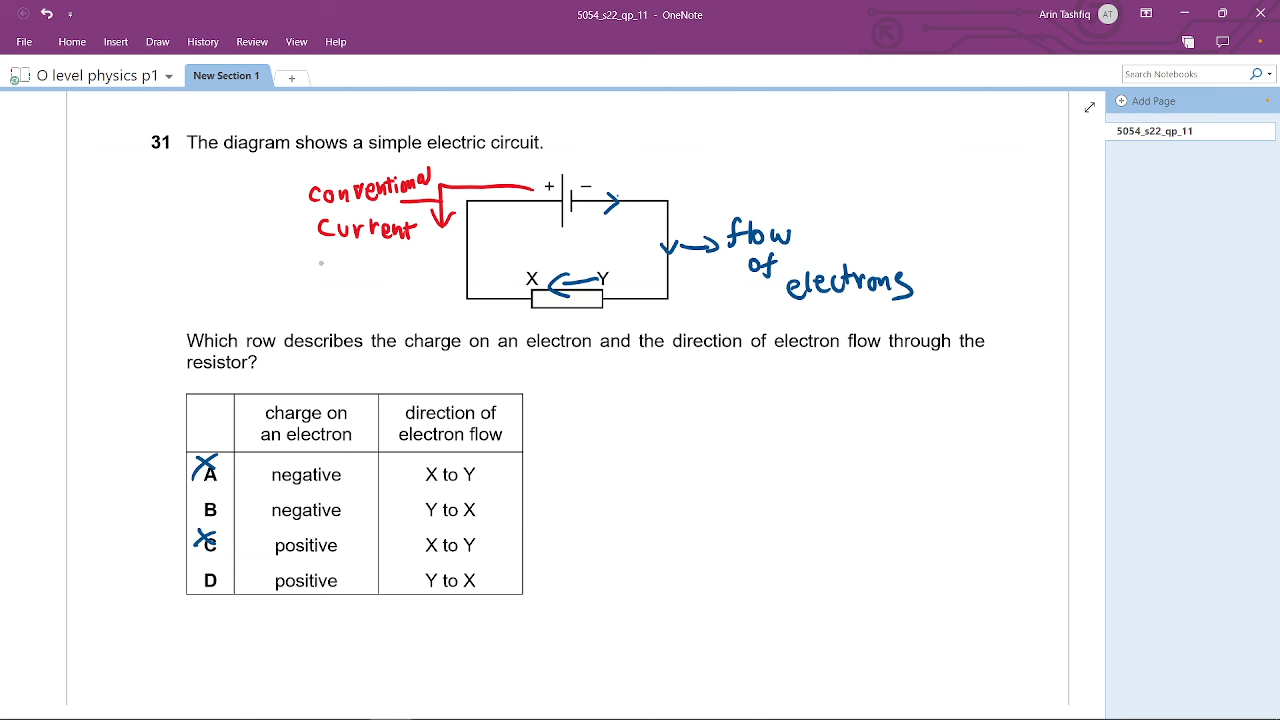 5054_s22_qp_11 - OneNote
Arin Tashfiq AT
File Home Insert Draw History Review View Help
O level physics p1 New Section 1 +
Search Notebooks
Add Page
5054_s22_qp_11
31 The diagram shows a simple electric circuit.
Conventional
Current
+ −
flow
of
electrons
X Y
Which row describes the charge on an electron and the direction of electron flow through the
resistor?
charge on direction of
an electron electron flow
A negative X to Y
B negative Y to X
C positive X to Y
D positive Y to X